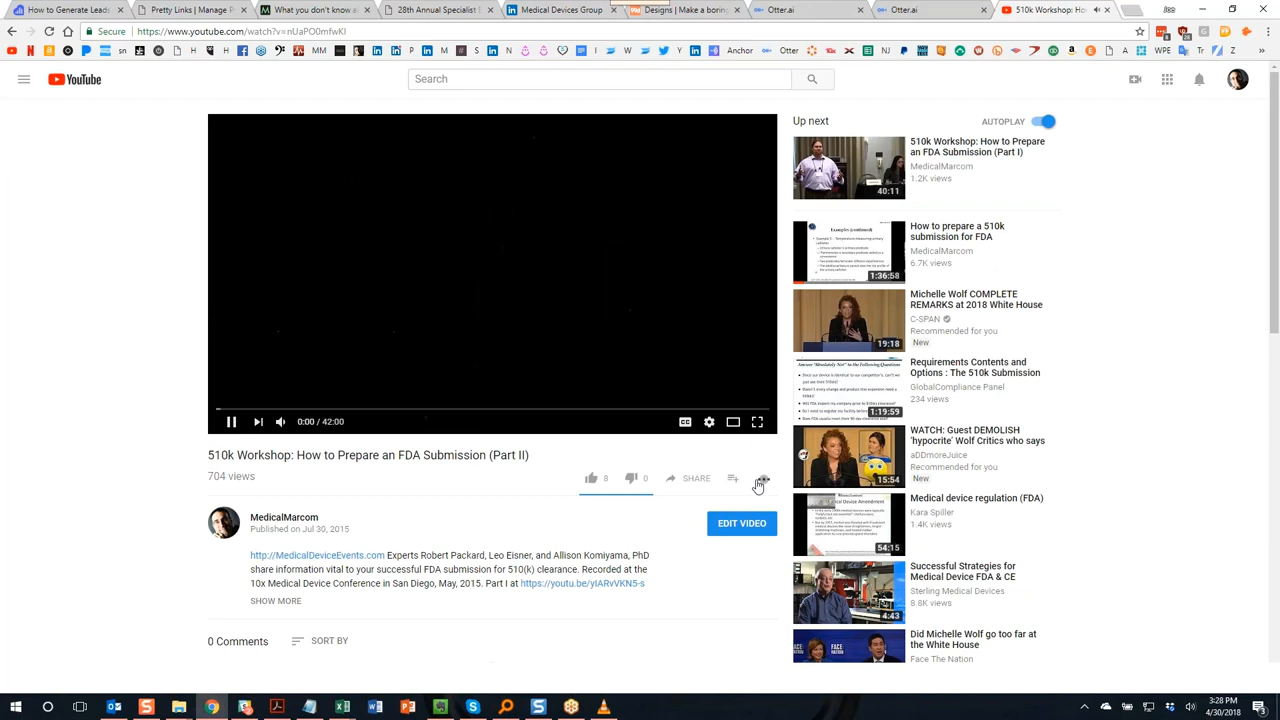 How to Generate Leads
Pretty Links | Manage P
What you don't know a
28th Annual Specialist E
Medical Devices Group
Designs | Make a boring
Otter.ai
Otter.ai
510k Workshop: Ho
JBB
Secure
https://www.youtube.com/watch?v=nUaPO0mfwKI
Anchor
Otter
WPE
YouTube
Search
Up next
AUTOPLAY
510k Workshop: How to Prepare
an FDA Submission (Part I)
MedicalMarcom
1.2K views
40:11
How to prepare a 510k
submission for FDA
MedicalMarcom
6.7K views
1:36:58
Michelle Wolf COMPLETE
REMARKS at 2018 White House
C-SPAN
Recommended for you
New
19:18
Requirements Contents and
Options : The 510k Submission
GlobalCompliance Panel
234 views
1:19:59
WATCH: Guest DEMOLISH
'hypocrite' Wolf Critics who says
aDDmoreJuice
Recommended for you
New
15:54
Medical device regulation (FDA)
Kara Spiller
1.4K views
54:15
Successful Strategies for
Medical Device FDA & CE
Sterling Medical Devices
8.8K views
4:43
Did Michelle Wolf go too far at
the White House
Face The Nation
0:00 / 42:00
510k Workshop: How to Prepare an FDA Submission (Part II)
704 views
8
0
SHARE
MedicalMarcom
Published on Jul 30, 2015
EDIT VIDEO
http://MedicalDeviceEvents.com Experts Robert Packard, Leo Eisner, and Allison Komiyama, PhD
share information vital to your successful FDA submission for 510(k) clearance. Recorded at the
10x Medical Device Conference in San Diego, May, 2015. Part I at https://youtu.be/yIARvVKN5-s
SHOW MORE
0 Comments
SORT BY
3:28 PM
4/30/2018